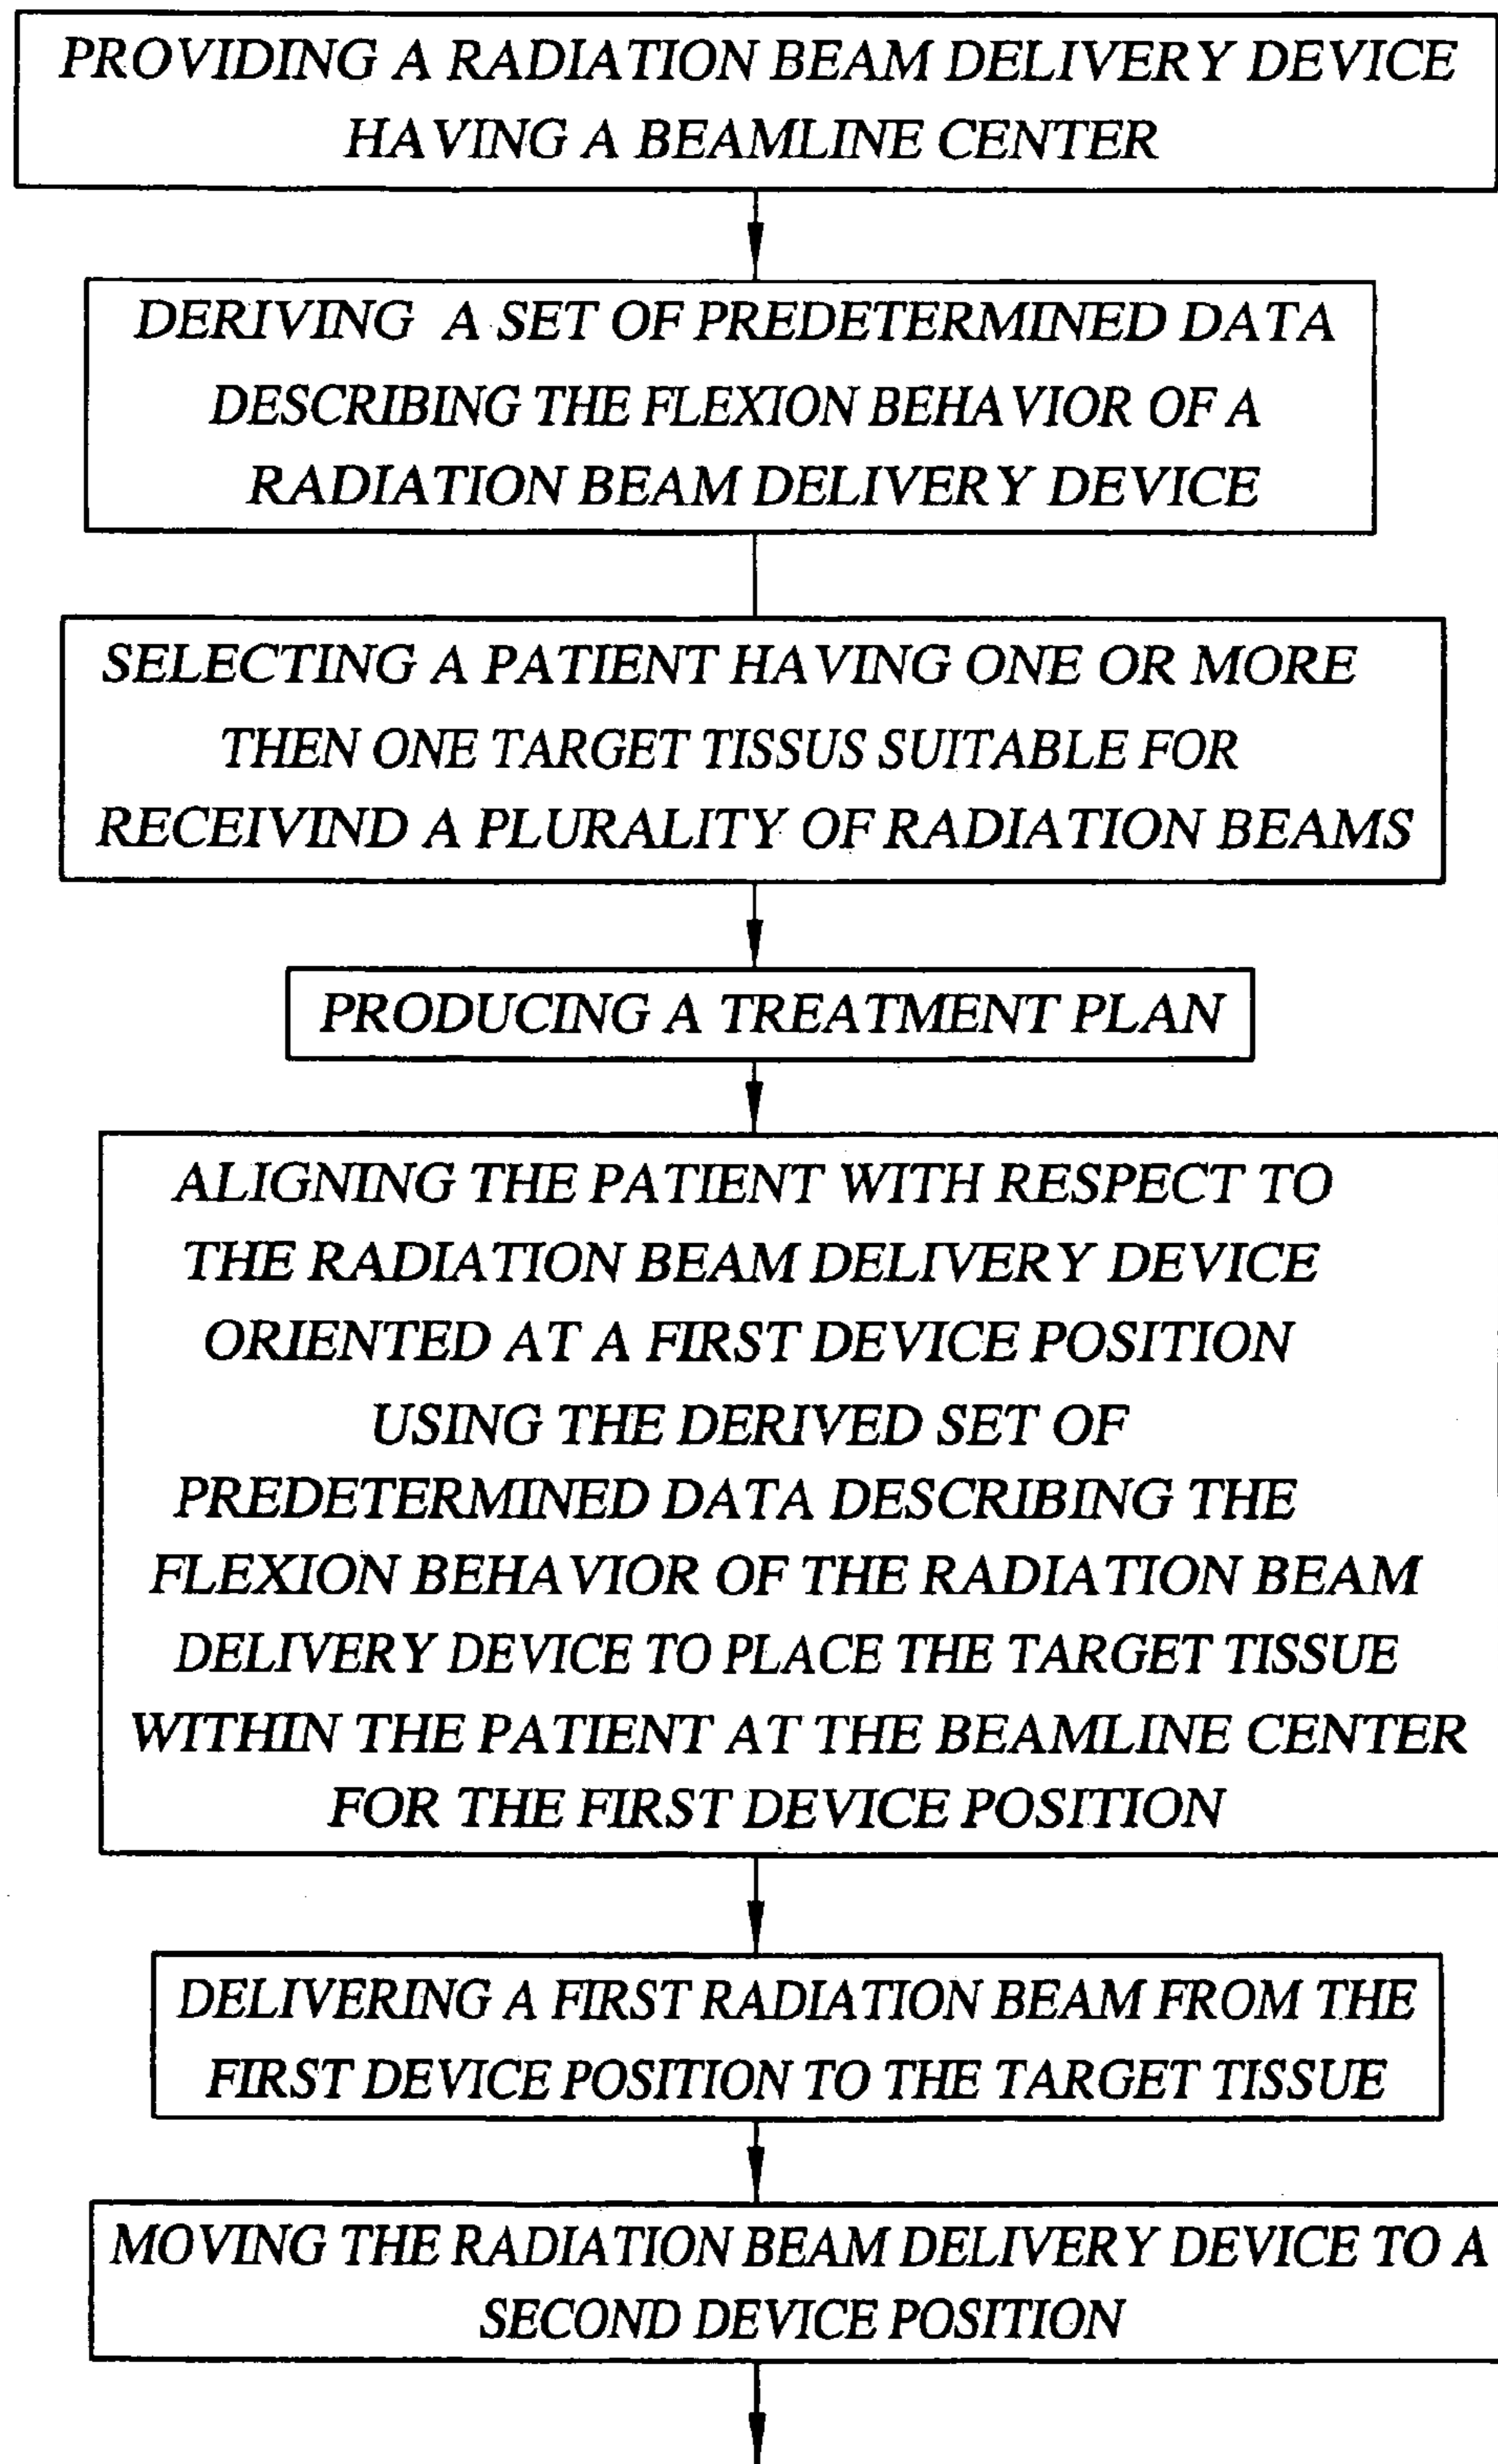 PROVIDING A RADIATION BEAM DELIVERY DEVICE
HAVING A BEAMLINE CENTER
DERIVING A SET OF PREDETERMINED DATA
DESCRIBING THE FLEXION BEHAVIOR OF A
RADIATION BEAM DELIVERY DEVICE
SELECTING A PATIENT HAVING ONE OR MORE
THEN ONE TARGET TISSUS SUITABLE FOR
RECEIVIND A PLURALITY OF RADIATION BEAMS
PRODUCING A TREATMENT PLAN
ALIGNING THE PATIENT WITH RESPECT TO
THE RADIATION BEAM DELIVERY DEVICE
ORIENTED AT A FIRST DEVICE POSITION
USING THE DERIVED SET OF
PREDETERMINED DATA DESCRIBING THE
FLEXION BEHAVIOR OF THE RADIATION BEAM
DELIVERY DEVICE TO PLACE THE TARGET TISSUE
WITHIN THE PATIENT AT THE BEAMLINE CENTER
FOR THE FIRST DEVICE POSITION
DELIVERING A FIRST RADIATION BEAM FROM THE
FIRST DEVICE POSITION TO THE TARGET TISSUE
MOVING THE RADIATION BEAM DELIVERY DEVICE TO A
SECOND DEVICE POSITION